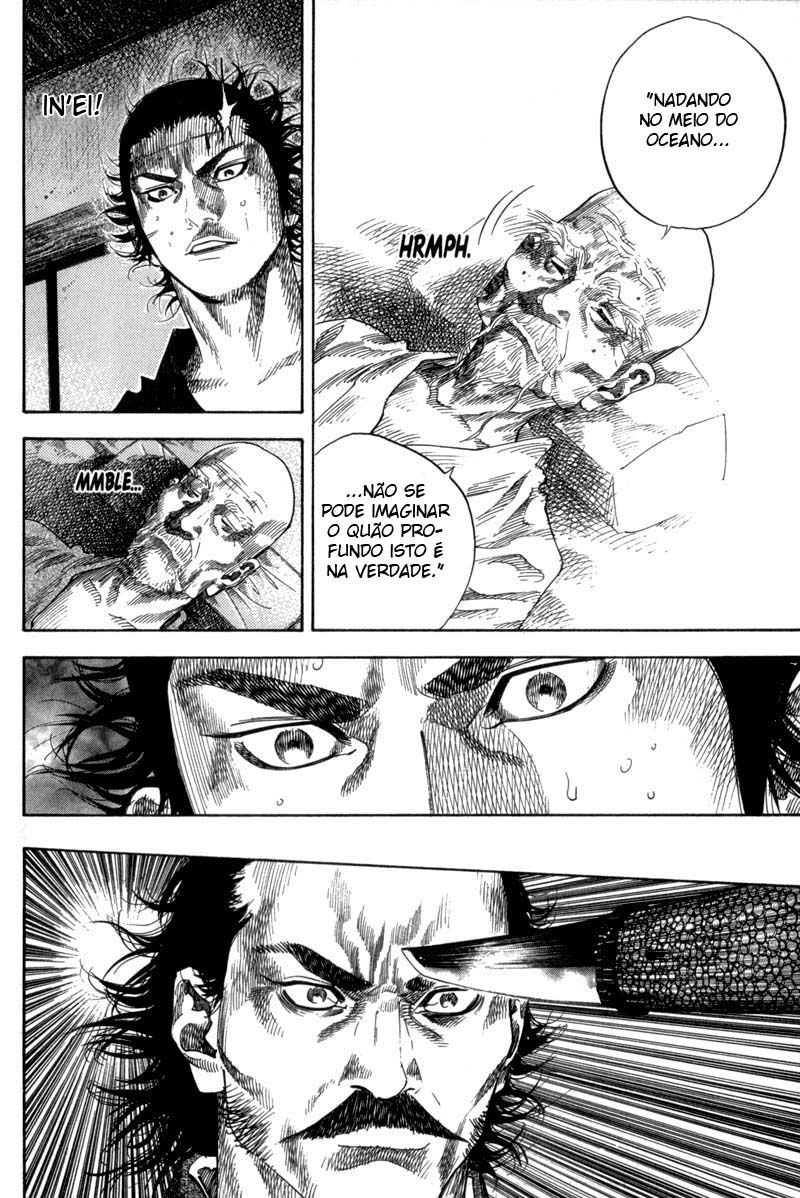 "NADANDO
NO MEIO DO
OCEANO...
HRMPH.
...NÃO SE
PODE IMAGINAR
O QUÃO PRO-
FUNDO ISTO É
NA VERDADE."
IN'EI!
MMBLE...